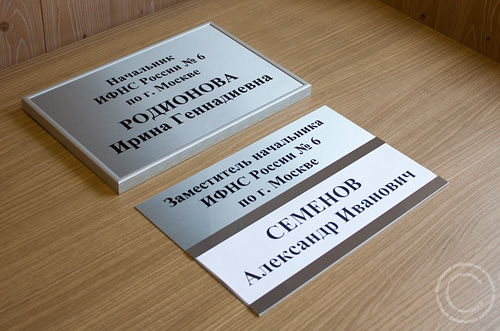 Начальник
ИФНС России № 6
по г. Москве
РОДИОНОВА
Ирина Геннадиевна
Заместитель начальника
ИФНС России № 6
по г. Москве
СЕМЕНОВ
Александр Иванович